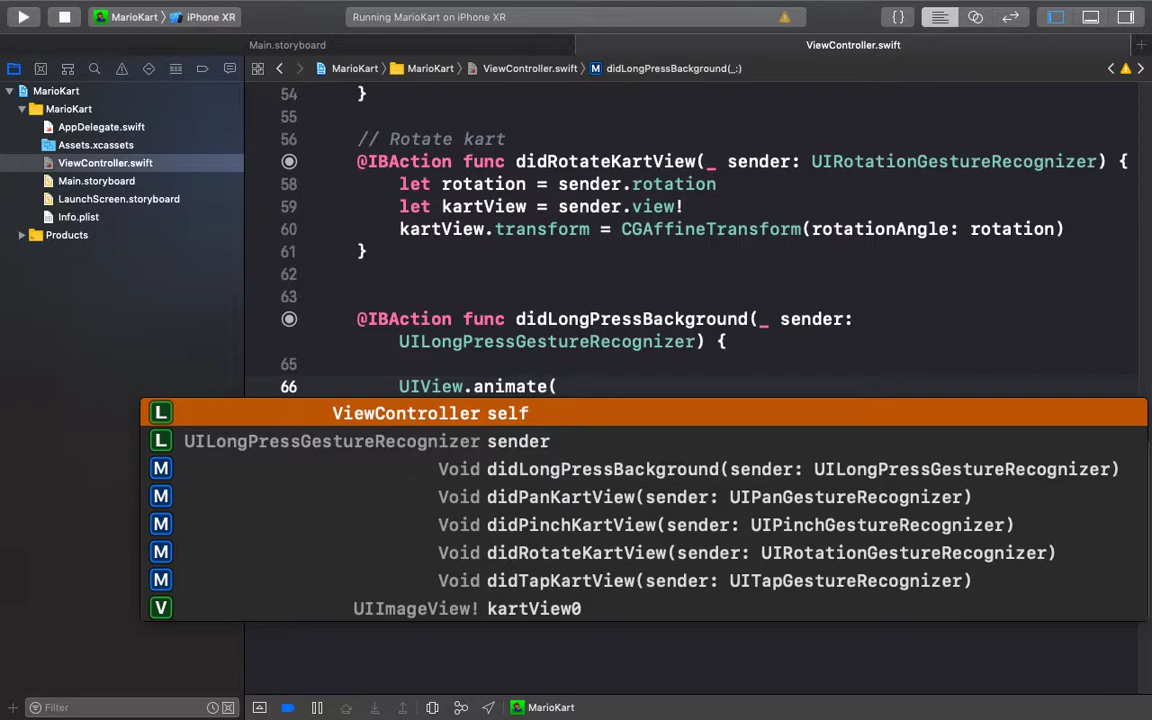 MarioKart
iPhone XR
Running MarioKart on iPhone XR
Main.storyboard
ViewController.swift
MarioKart
MarioKart
ViewController.swift
M
didLongPressBackground(_:)
MarioKart
MarioKart
AppDelegate.swift
Assets.xcassets
ViewController.swift
Main.storyboard
LaunchScreen.storyboard
Info.plist
Products
54 }
55
56 // Rotate kart
@IBAction func didRotateKartView(_ sender: UIRotationGestureRecognizer) {
58 let rotation = sender.rotation
59 let kartView = sender.view!
60 kartView.transform = CGAffineTransform(rotationAngle: rotation)
61 }
62
63
@IBAction func didLongPressBackground(_ sender:
UILongPressGestureRecognizer) {
65
66 UIView.animate(
L ViewController self
L UILongPressGestureRecognizer sender
M Void didLongPressBackground(sender: UILongPressGestureRecognizer)
M Void didPanKartView(sender: UIPanGestureRecognizer)
M Void didPinchKartView(sender: UIPinchGestureRecognizer)
M Void didRotateKartView(sender: UIRotationGestureRecognizer)
M Void didTapKartView(sender: UITapGestureRecognizer)
V UIImageView! kartView0
Filter
MarioKart